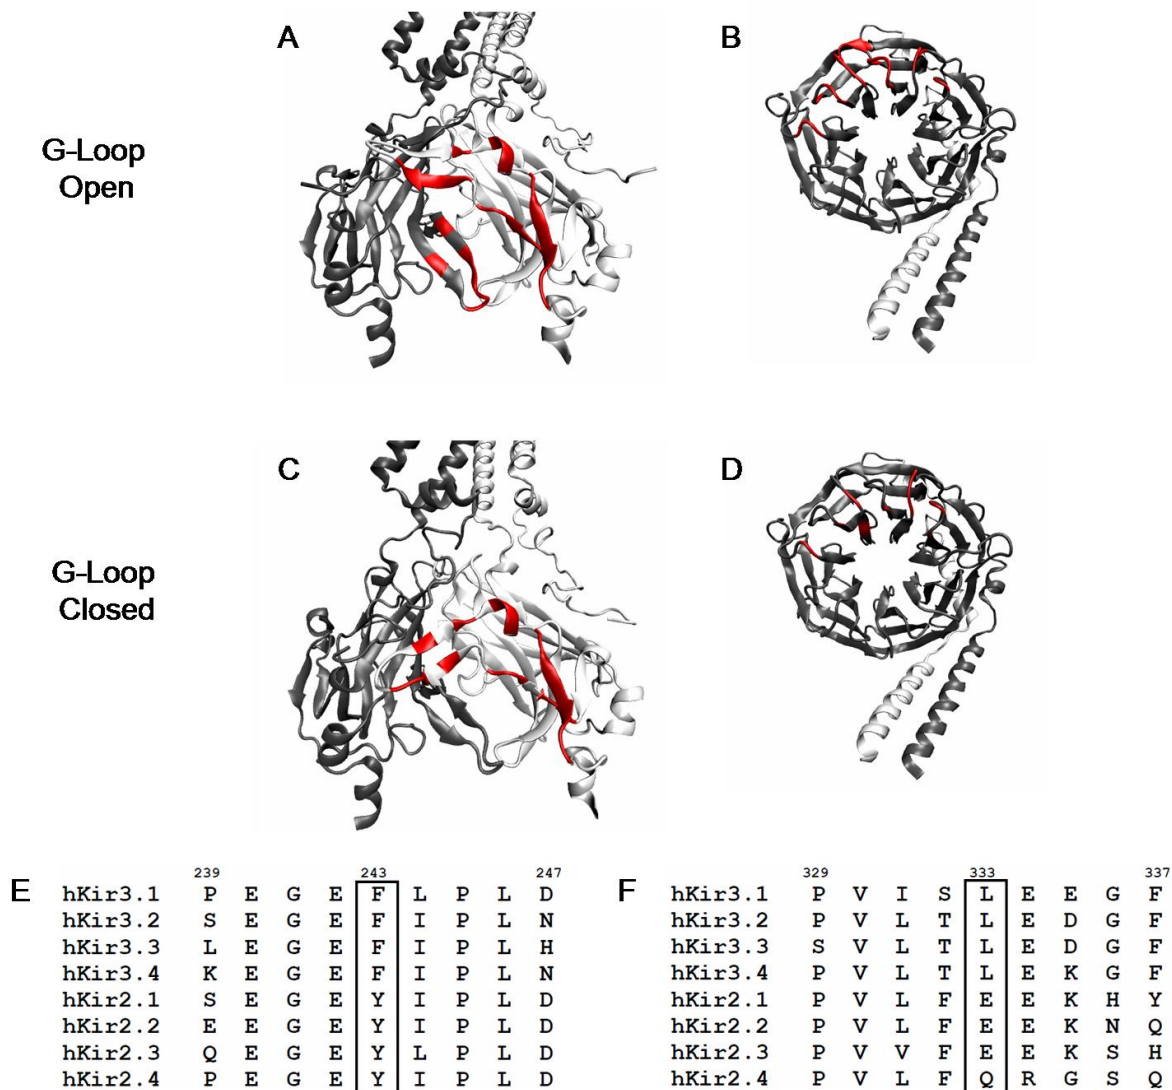 A
B
G-Loop
Open
C
D
G-Loop
Closed
E
239 243 247
hKir3.1 P E G E F L P L D
hKir3.2 S E G E F I P L N
hKir3.3 L E G E F I P L H
hKir3.4 K E G E F I P L N
hKir2.1 S E G E Y I P L D
hKir2.2 E E G E Y I P L D
hKir2.3 Q E G E Y L P L D
hKir2.4 P E G E Y I P L D
F
329 333 337
hKir3.1 P V I S L E E G F
hKir3.2 P V L T L E D G F
hKir3.3 S V L T L E D G F
hKir3.4 P V L T L E K G F
hKir2.1 P V L F E E K H Y
hKir2.2 P V L F E E K N Q
hKir2.3 P V V F E E K S H
hKir2.4 P V L F Q R G S Q